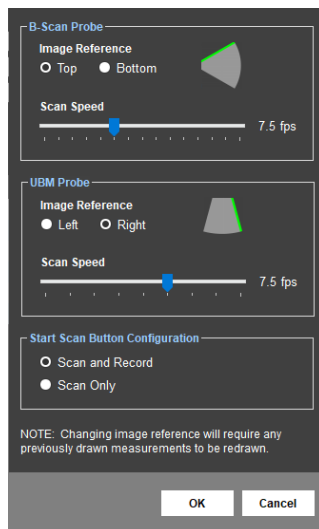 B-Scan Probe
Image Reference
Top Bottom
Scan Speed
7.5 fps
UBM Probe
Image Reference
Left Right
Scan Speed
7.5 fps
Start Scan Button Configuration
Scan and Record
Scan Only
NOTE: Changing image reference will require any
previously drawn measurements to be redrawn.
OK Cancel